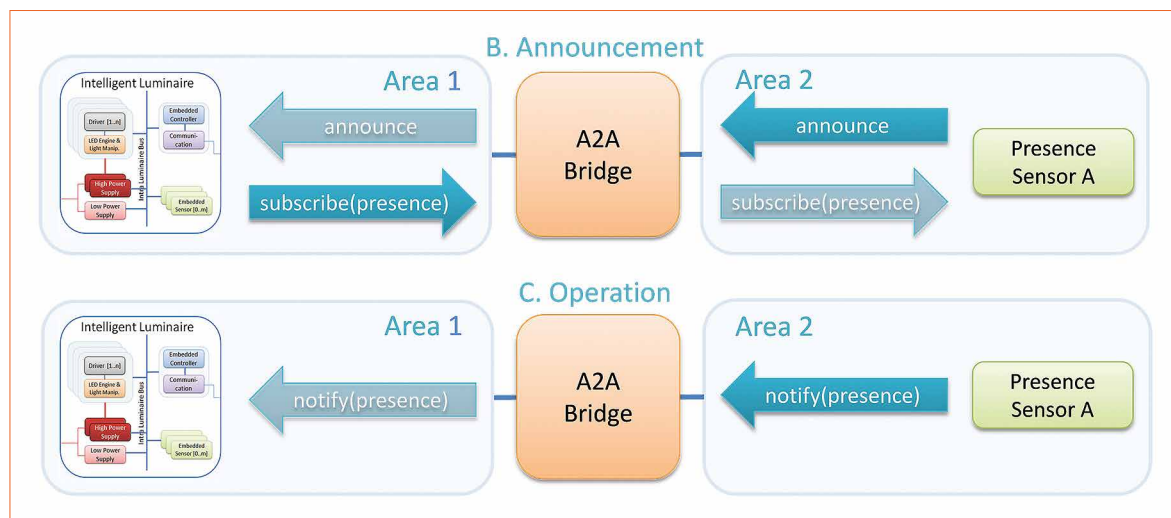 B. Announcement
Intelligent Luminaire
Driver [1..n]
LED Engine &
Light Manip.
High Power
Supply
Low Power
Supply
Intra Luminaire Bus
Embedded
Controller
Communi-
cation
Embedded
Sensor [0..m]
Area 1
announce
subscribe(presence)
A2A
Bridge
Area 2
announce
subscribe(presence)
Presence
Sensor A
C. Operation
Intelligent Luminaire
Driver [1..n]
LED Engine &
Light Manip.
High Power
Supply
Low Power
Supply
Intra Luminaire Bus
Embedded
Controller
Communi-
cation
Embedded
Sensor [0..m]
Area 1
notify(presence)
A2A
Bridge
Area 2
notify(presence)
Presence
Sensor A